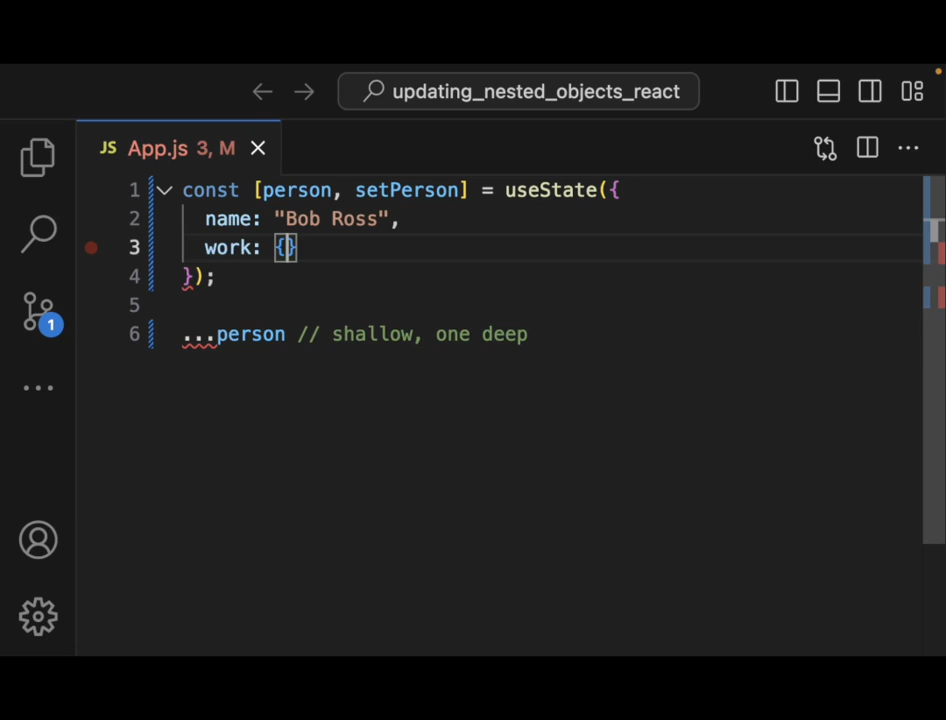 updating_nested_objects_react
JS App.js 3, M
1 const [person, setPerson] = useState({
2 name: "Bob Ross",
3 work: {}
4 });
5
6 ...person // shallow, one deep
1